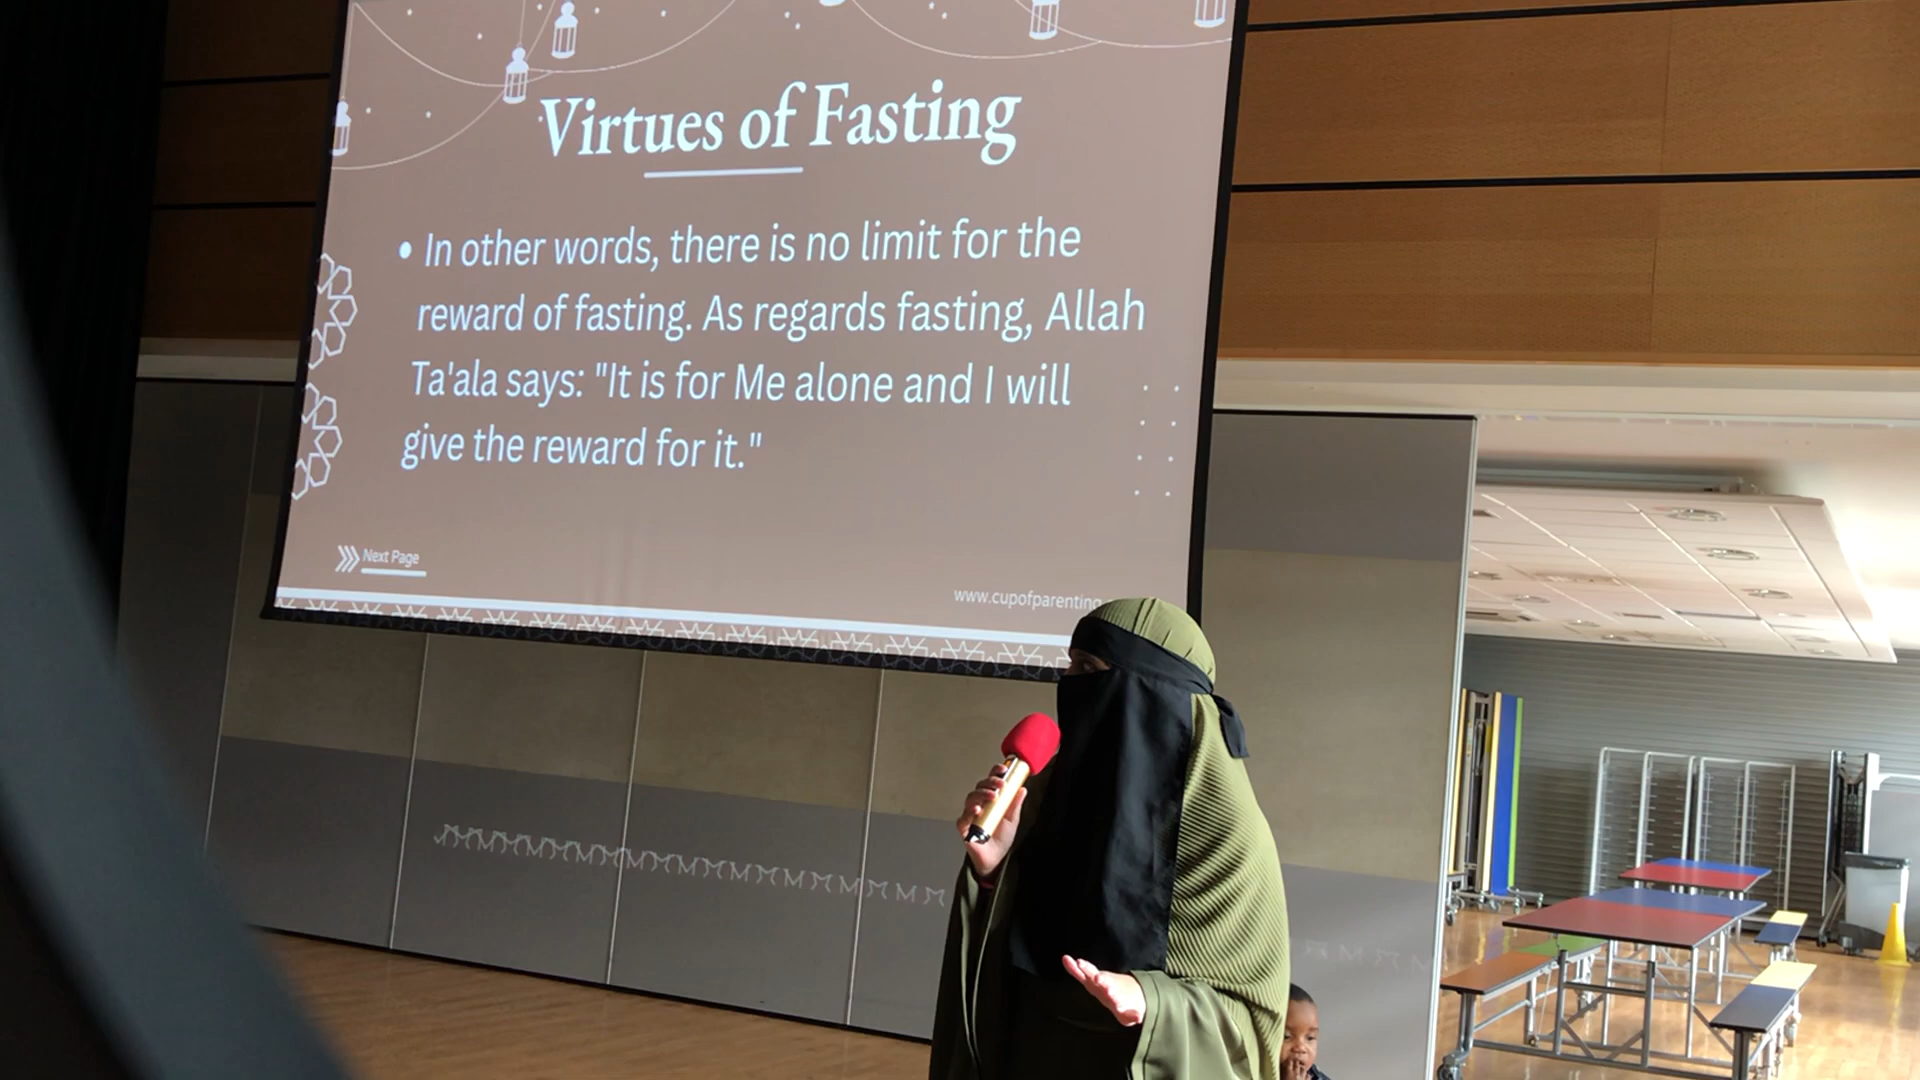 Virtues of Fasting
• In other words, there is no limit for the
reward of fasting. As regards fasting, Allah
Ta'ala says: "It is for Me alone and I will
give the reward for it."
Next Page
www.cupofparenting.